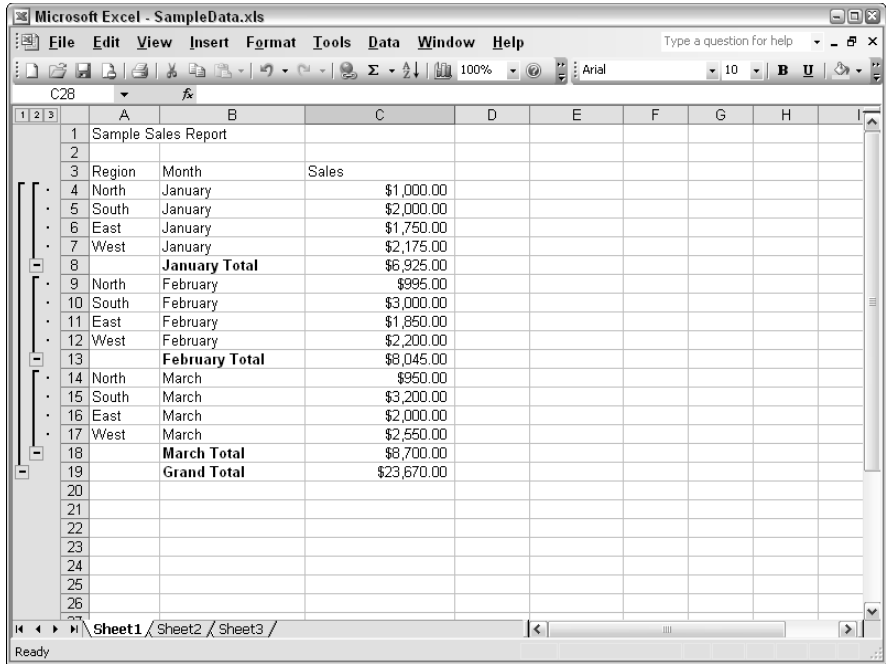 Microsoft Excel - SampleData.xls
File Edit View Insert Format Tools Data Window Help Type a question for help
100% Arial 10 B U
C28 fx
1 2 3 A B C D E F G H I
1 Sample Sales Report
2
3 Region Month Sales
4 North January $1,000.00
5 South January $2,000.00
6 East January $1,750.00
7 West January $2,175.00
8 January Total $6,925.00
9 North February $995.00
10 South February $3,000.00
11 East February $1,850.00
12 West February $2,200.00
13 February Total $8,045.00
14 North March $950.00
15 South March $3,200.00
16 East March $2,000.00
17 West March $2,550.00
18 March Total $8,700.00
19 Grand Total $23,670.00
20
21
22
23
24
25
26
27
Sheet1 Sheet2 Sheet3
Ready